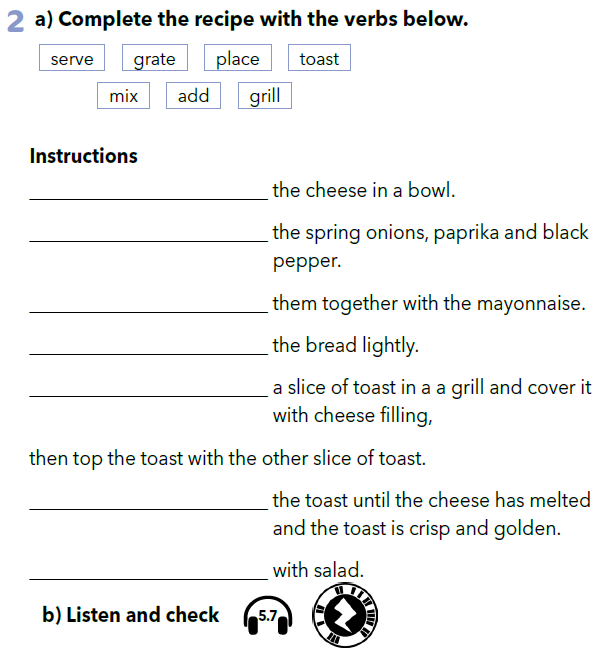 2 a) Complete the recipe with the verbs below.
serve grate place toast
mix add grill
Instructions
the cheese in a bowl.
the spring onions, paprika and black
pepper.
them together with the mayonnaise.
the bread lightly.
a slice of toast in a a grill and cover it
with cheese filling,
then top the toast with the other slice of toast.
the toast until the cheese has melted
and the toast is crisp and golden.
with salad.
b) Listen and check 5.7